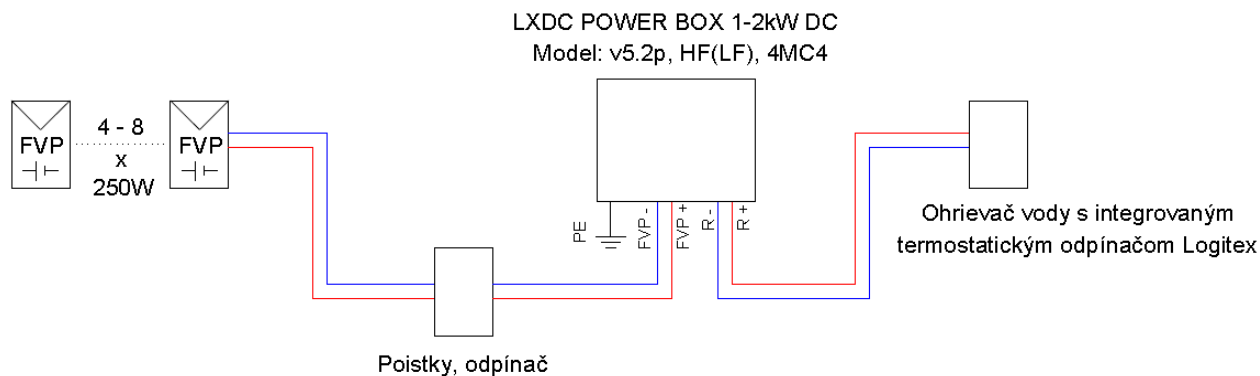 LXDC POWER BOX 1-2kW DC
Model: v5.2p, HF(LF), 4MC4
FVP
4 - 8
x
250W
FVP
PE
FVP -
FVP +
R -
R +
Ohrievač vody s integrovaným
termostatickým odpínačom Logitex
Poistky, odpínač